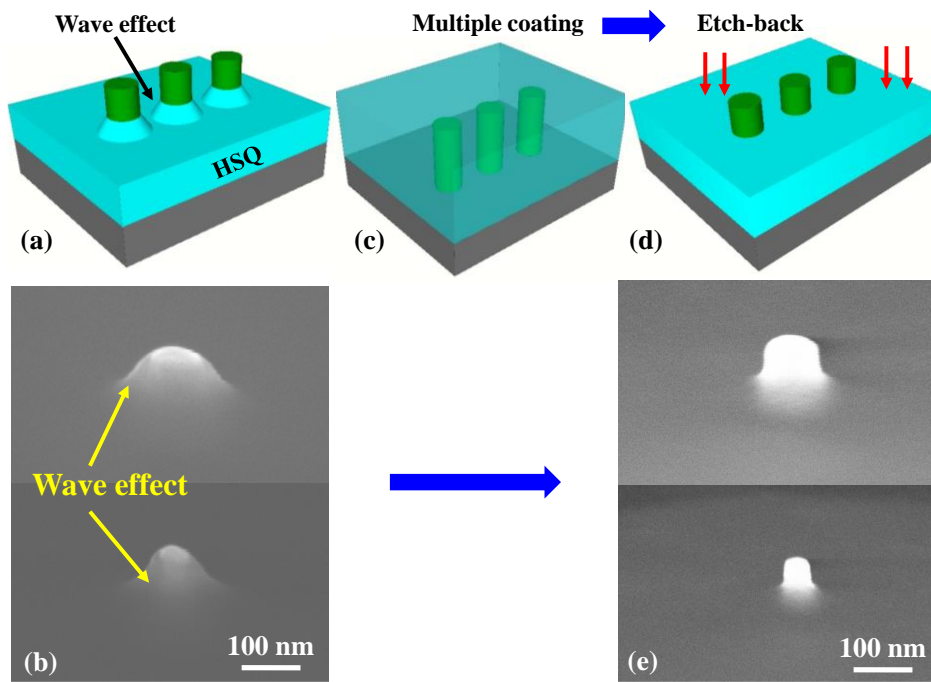 Wave effect
Multiple coating
Etch-back
HSQ
(a)
(c)
(d)
Wave effect
100 nm
(b)
100 nm
(e)